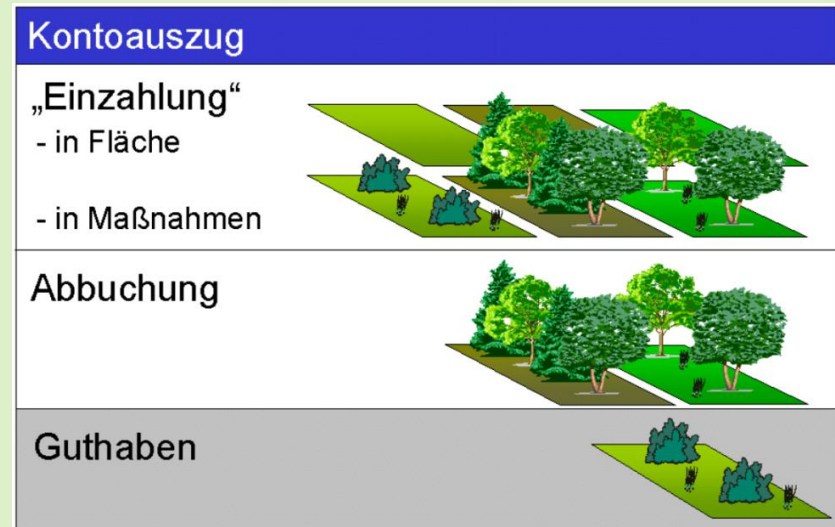 Kontoauszug
„Einzahlung“
- in Fläche
- in Maßnahmen
Abbuchung
Guthaben